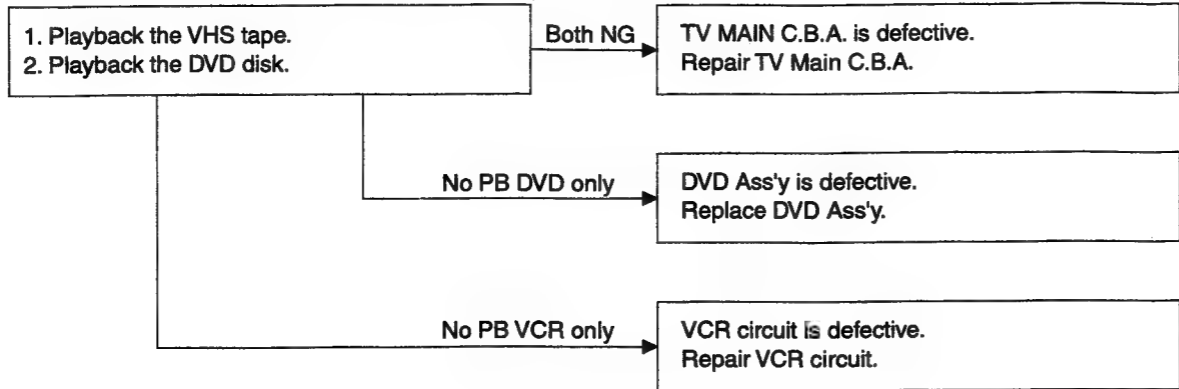 1. Playback the VHS tape.
2. Playback the DVD disk.
Both NG
TV MAIN C.B.A. is defective.
Repair TV Main C.B.A.
No PB DVD only
DVD Ass'y is defective.
Replace DVD Ass'y.
No PB VCR only
VCR circuit is defective.
Repair VCR circuit.